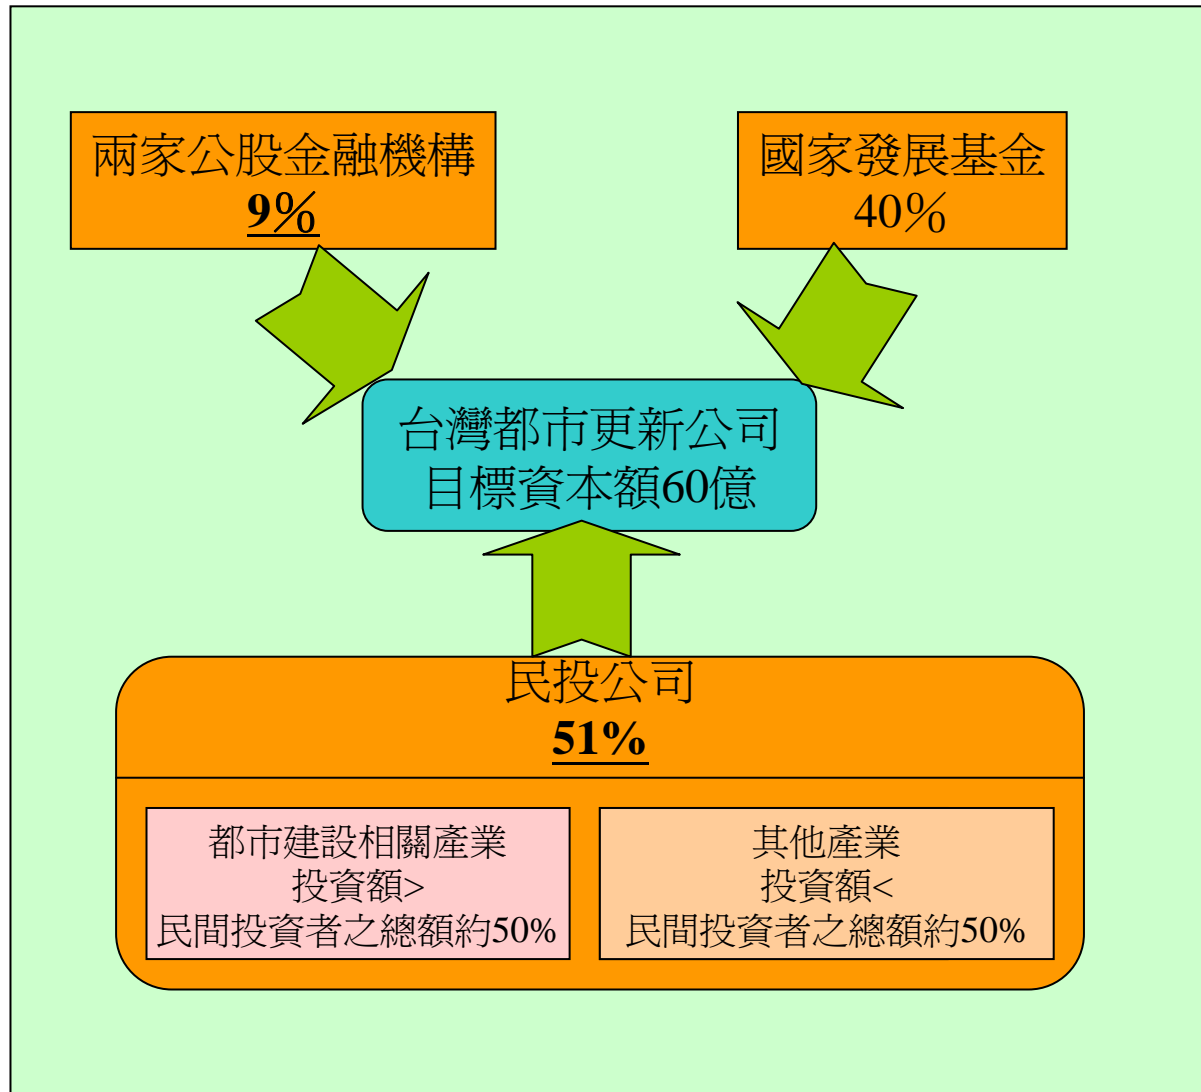 兩家公股金融機構
9％
國家發展基金
40％
台灣都市更新公司
目標資本額60億
民投公司
51%
都市建設相關產業
投資額>
民間投資者之總額約50%
其他產業
投資額<
民間投資者之總額約50%